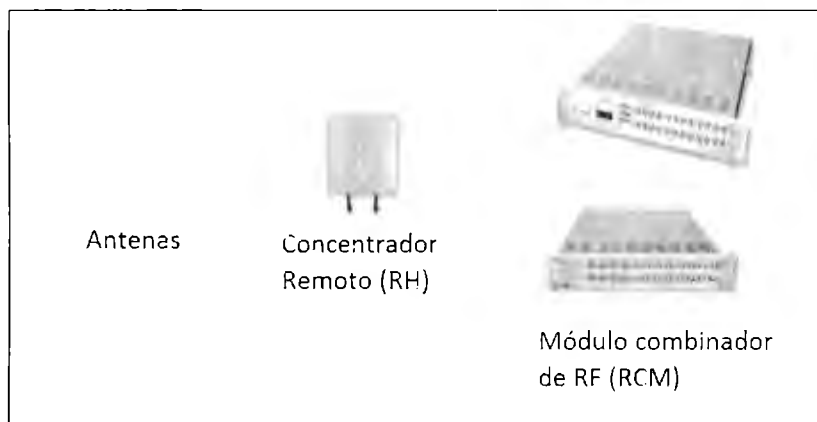 Antenas
Concentrador
Remoto (RH)
Módulo combinador
de RF (RCM)